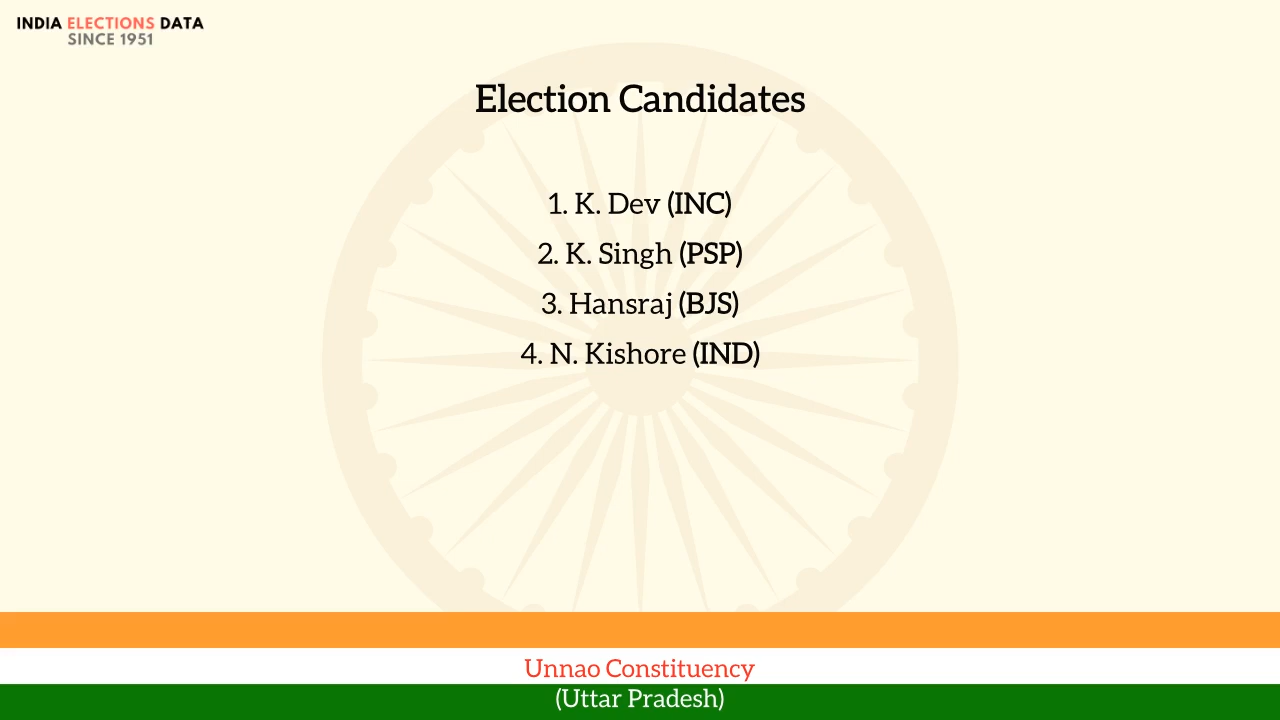 INDIA ELECTIONS DATA
SINCE 1951
Election Candidates
1. K. Dev (INC)
2. K. Singh (PSP)
3. Hansraj (BJS)
4. N. Kishore (IND)
Unnao Constituency
(Uttar Pradesh)